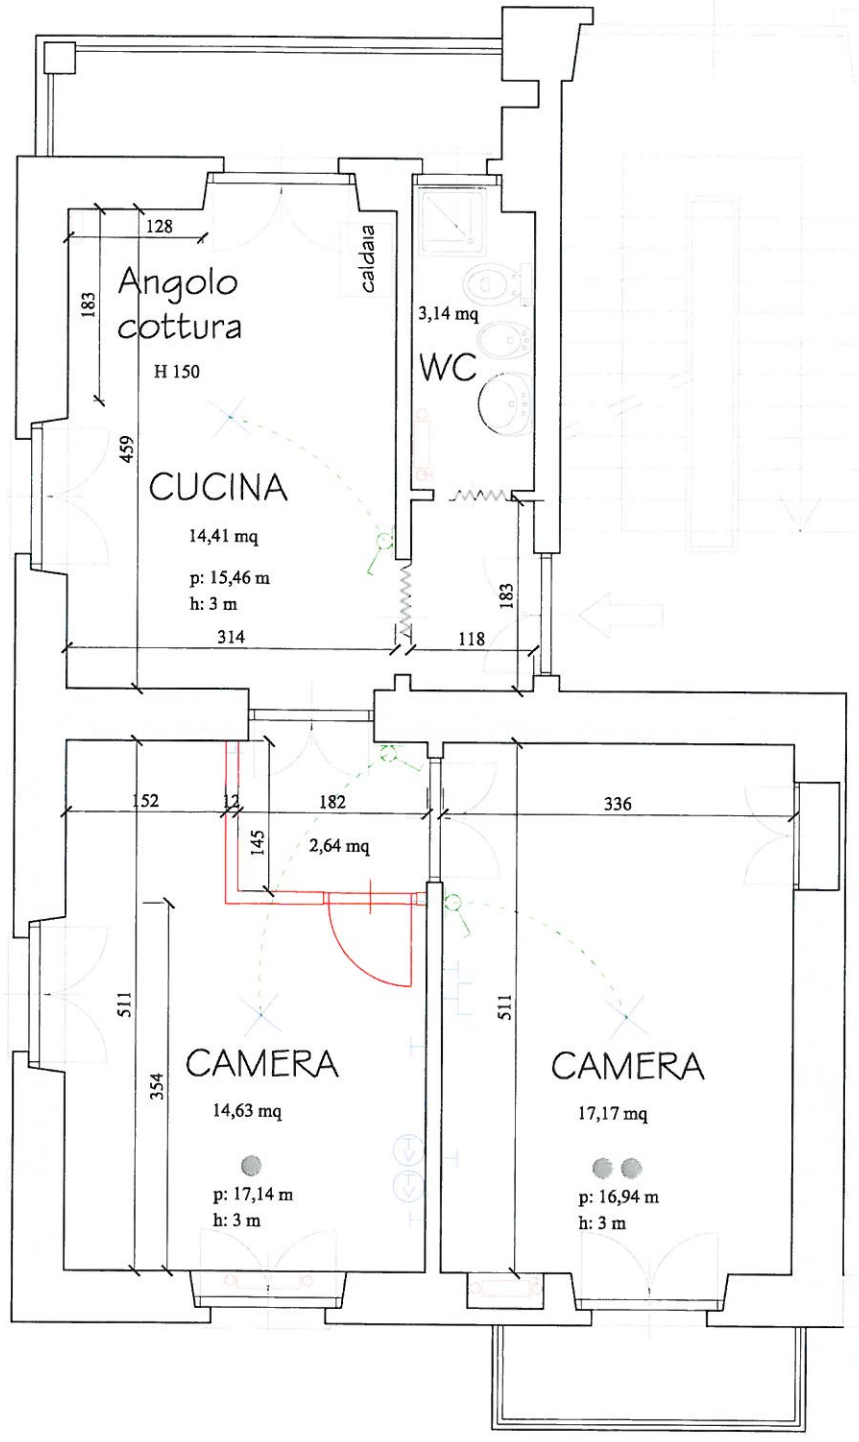 128
caldaia
183
Angolo
cottura
3,14 mq
WC
H 150
459
CUCINA
14,41 mq
p: 15,46 m
h: 3 m
183
314
118
152
12
182
336
145
2,64 mq
511
354
511
CAMERA
14,63 mq
p: 17,14 m
h: 3 m
CAMERA
17,17 mq
p: 16,94 m
h: 3 m